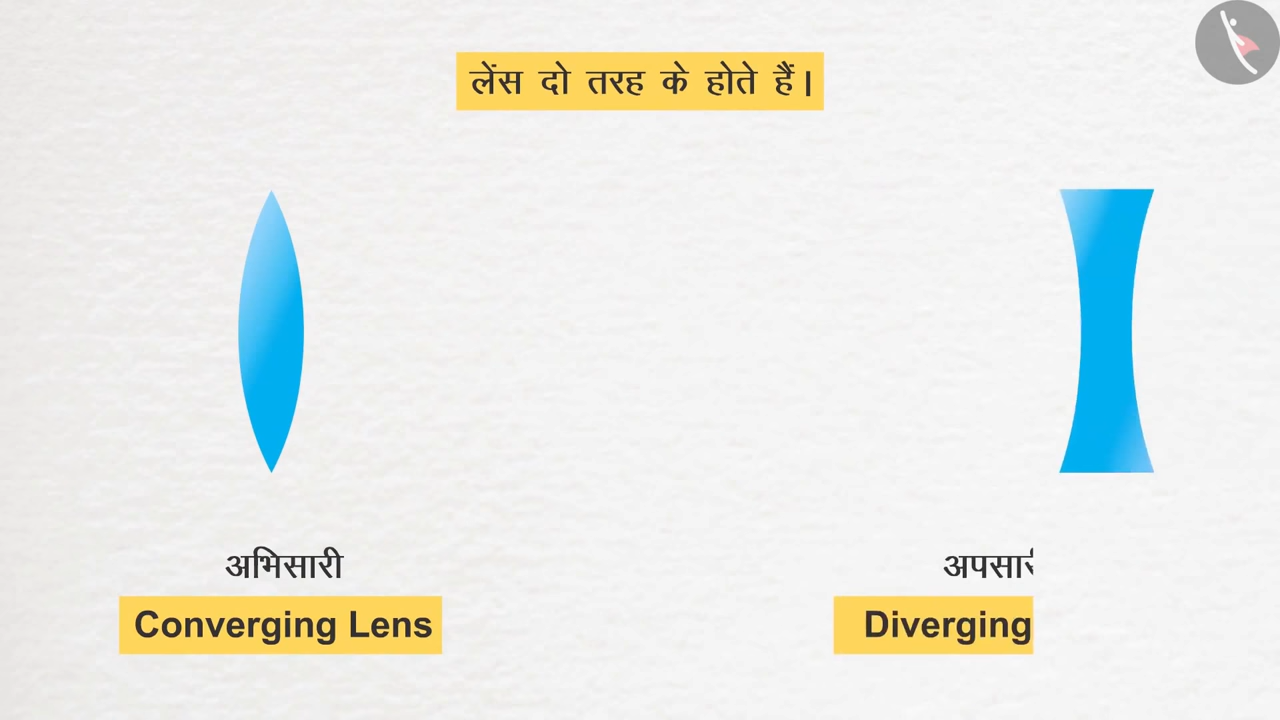 लेंस दो तरह के होते हैं।
अभिसारी
Converging Lens
Diverging